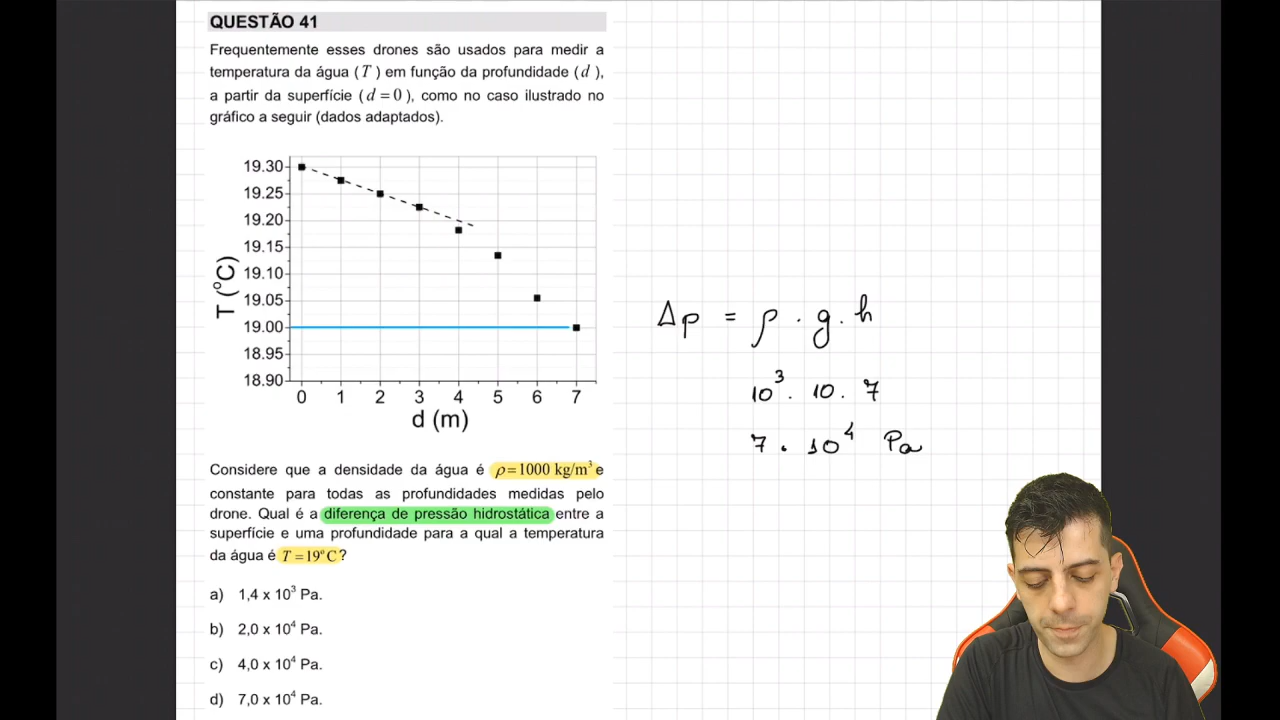 QUESTÃO 41
Frequentemente esses drones são usados para medir a
temperatura da água (T) em função da profundidade (d),
a partir da superfície (d = 0), como no caso ilustrado no
gráfico a seguir (dados adaptados).
19.30
19.25
19.20
19.15
19.10
19.05
19.00
18.95
18.90
T (°C)
0 1 2 3 4 5 6 7
d (m)
Δp = ρ . g . h
10³ . 10 . 7
7 . 10⁴ Pa
Considere que a densidade da água é ρ = 1000 kg/m³ e
constante para todas as profundidades medidas pelo
drone. Qual é a diferença de pressão hidrostática entre a
superfície e uma profundidade para a qual a temperatura
da água é T = 19°C?
a) 1,4 x 10³ Pa.
b) 2,0 x 10⁴ Pa.
c) 4,0 x 10⁴ Pa.
d) 7,0 x 10⁴ Pa.